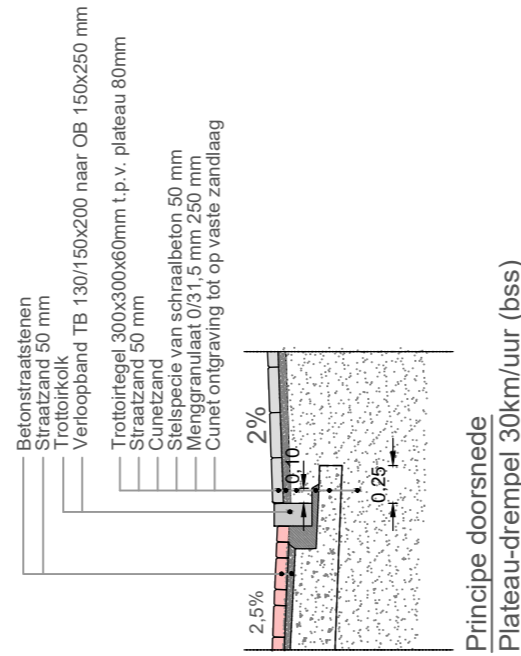 Betonstraatstenen
Straatzand 50 mm
Trottoirkolk
Verloopband TB 130/150x200 naar OB 150x250 mm
Trottoirtegel 300x300x60mm t.p.v. plateau 80mm
Straatzand 50 mm
Cunetzand
Stelspecie van schraalbeton 50 mm
Menggranulaat 0/31,5 mm 250 mm
Cunet ontgraving tot op vaste zandlaag
2,5%
2%
0,10
0,25
Principe doorsnede
Plateau-drempel 30km/uur (bss)